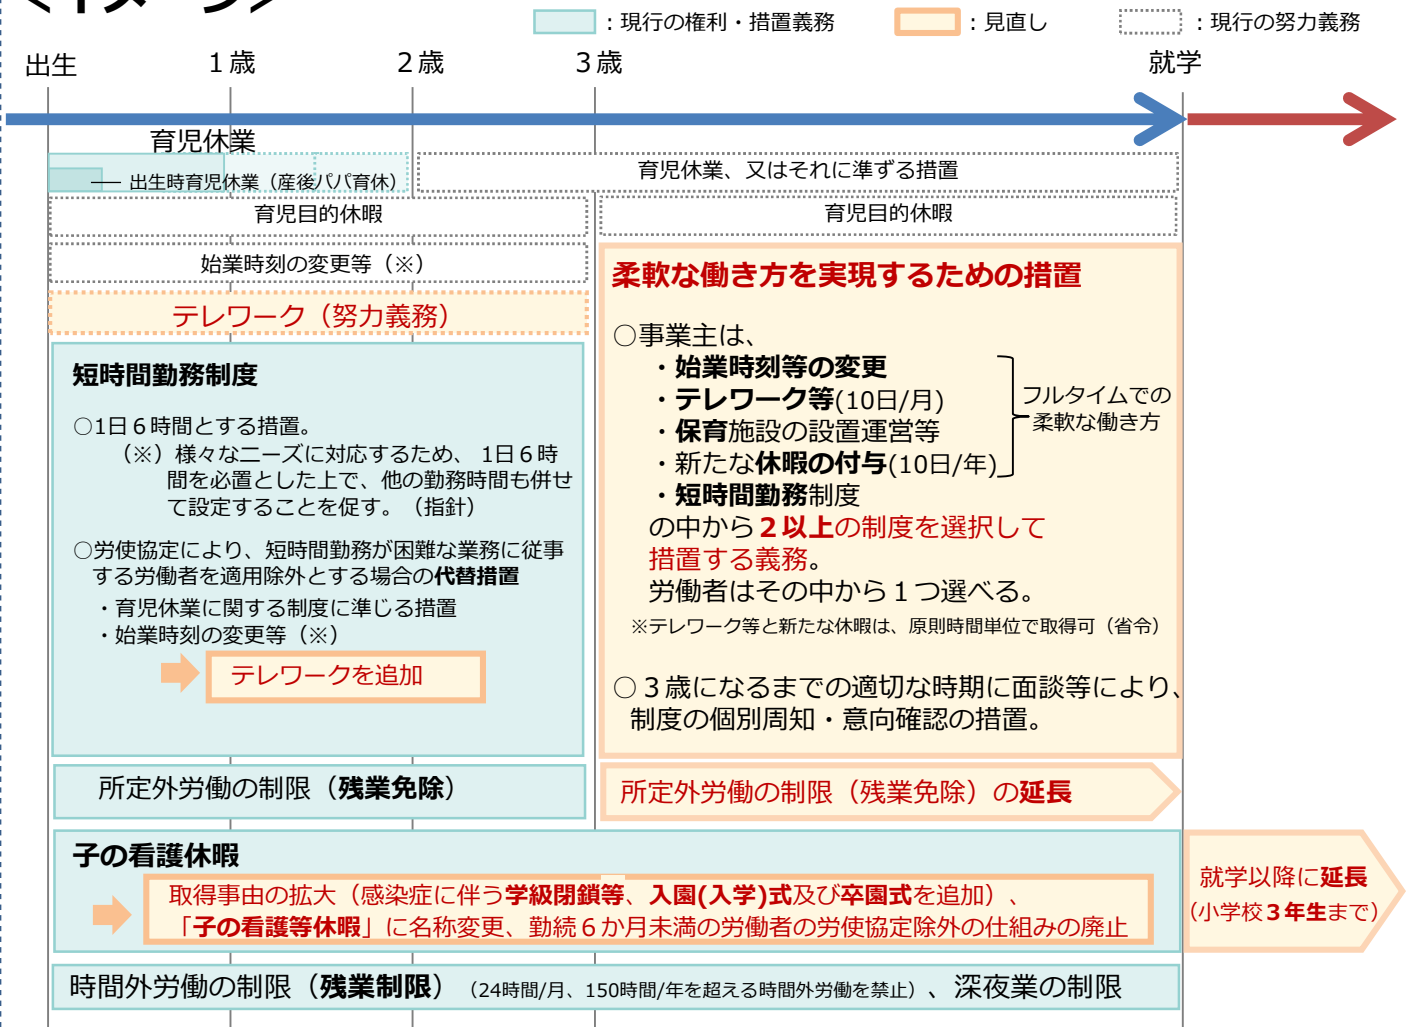 ＜イメージ＞
：現行の権利・措置義務
：見直し
：現行の努力義務
出生
１歳
２歳
３歳
就学
育児休業
出生時育児休業（産後パパ育休）
育児休業、又はそれに準ずる措置
育児目的休暇
育児目的休暇
始業時刻の変更等（※）
テレワーク（努力義務）
短時間勤務制度
○1日６時間とする措置。
（※）様々なニーズに対応するため、 1日６時
間を必置とした上で、他の勤務時間も併せ
て設定することを促す。（指針）
○労使協定により、短時間勤務が困難な業務に従事
する労働者を適用除外とする場合の代替措置
・育児休業に関する制度に準じる措置
・始業時刻の変更等（※）
テレワークを追加
柔軟な働き方を実現するための措置
○事業主は、
・始業時刻等の変更
・テレワーク等(10日/月)
・保育施設の設置運営等
・新たな休暇の付与(10日/年)
・短時間勤務制度
フルタイムでの
柔軟な働き方
の中から２以上の制度を選択して
措置する義務。
労働者はその中から１つ選べる。
※テレワーク等と新たな休暇は、原則時間単位で取得可（省令）
○３歳になるまでの適切な時期に面談等により、
制度の個別周知・意向確認の措置。
所定外労働の制限（残業免除）
所定外労働の制限（残業免除）の延長
子の看護休暇
取得事由の拡大（感染症に伴う学級閉鎖等、入園(入学)式及び卒園式を追加）、
「子の看護等休暇」に名称変更、勤続６か月未満の労働者の労使協定除外の仕組みの廃止
就学以降に延長
（小学校３年生まで）
時間外労働の制限（残業制限）（24時間/月、150時間/年を超える時間外労働を禁止）、深夜業の制限